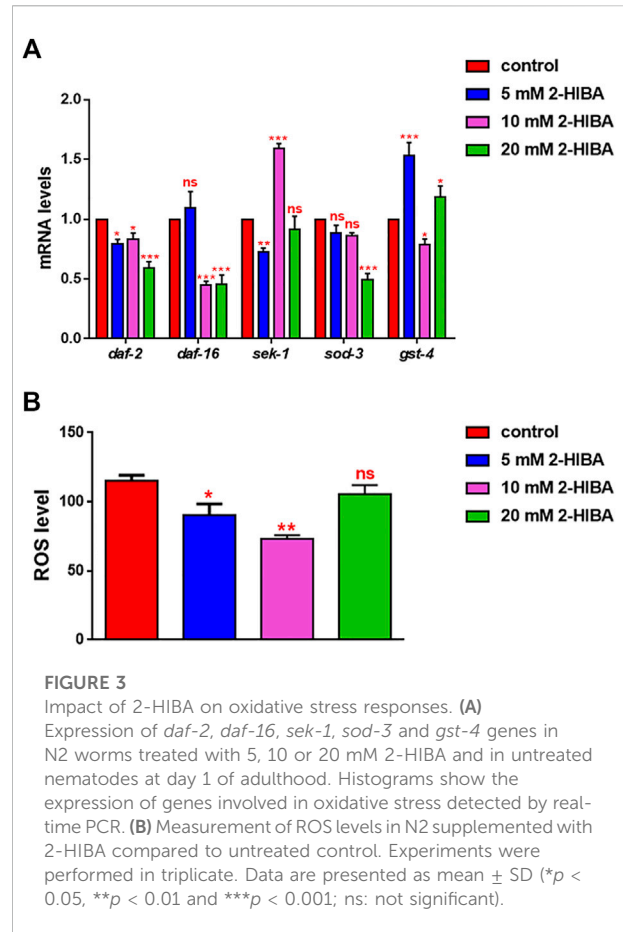 A
control
5 mM 2-HIBA
10 mM 2-HIBA
20 mM 2-HIBA
mRNA levels
2.0
1.5
1.0
0.5
0.0
* * ***
ns *** ***
** *** ns
ns ns ***
*** * *
daf-2 daf-16 sek-1 sod-3 gst-4
B
control
5 mM 2-HIBA
10 mM 2-HIBA
20 mM 2-HIBA
ROS level
150
100
50
0
* ** ns
FIGURE 3
Impact of 2-HIBA on oxidative stress responses. (A)
Expression of daf-2, daf-16, sek-1, sod-3 and gst-4 genes in
N2 worms treated with 5, 10 or 20 mM 2-HIBA and in untreated
nematodes at day 1 of adulthood. Histograms show the
expression of genes involved in oxidative stress detected by real-
time PCR. (B) Measurement of ROS levels in N2 supplemented with
2-HIBA compared to untreated control. Experiments were
performed in triplicate. Data are presented as mean ± SD (*p <
0.05, **p < 0.01 and ***p < 0.001; ns: not significant).